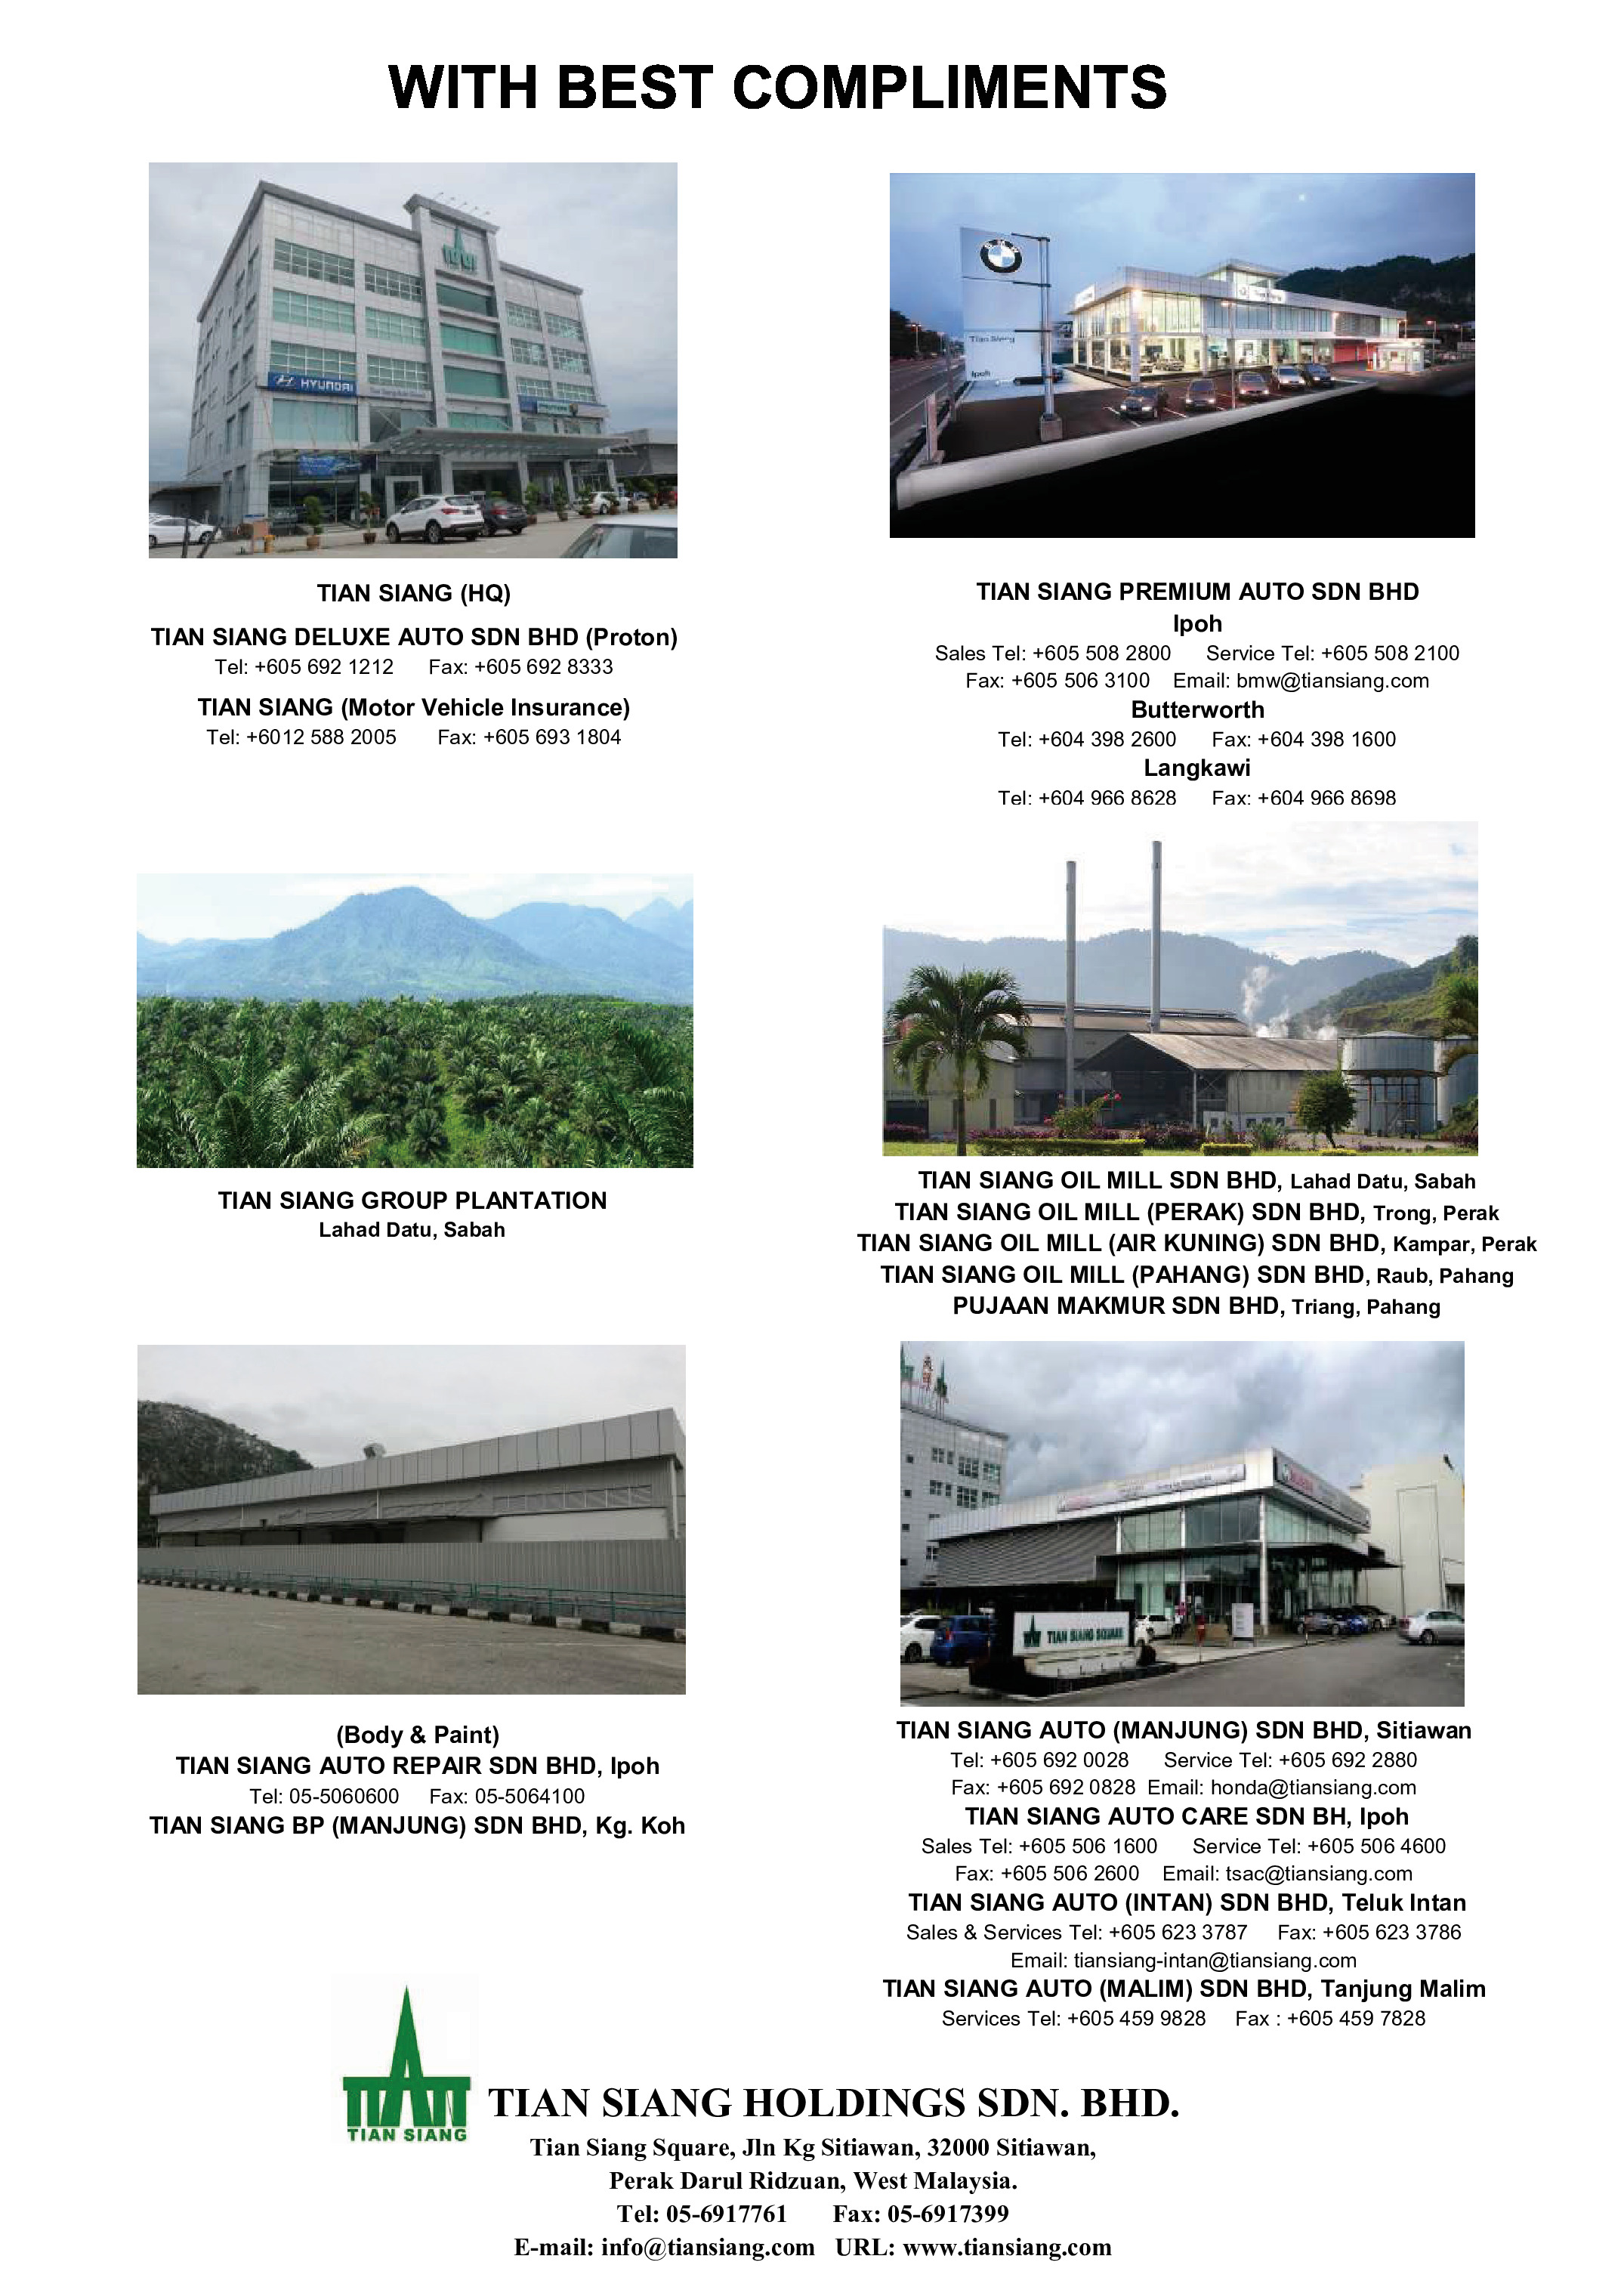 WITH BEST COMPLIMENTS
HYUNDAI
BMW
Tian Siang
Ipoh
TIAN SIANG (HQ)
TIAN SIANG DELUXE AUTO SDN BHD (Proton)
Tel: +605 692 1212 Fax: +605 692 8333
TIAN SIANG (Motor Vehicle Insurance)
Tel: +6012 588 2005 Fax: +605 693 1804
TIAN SIANG PREMIUM AUTO SDN BHD
Ipoh
Sales Tel: +605 508 2800 Service Tel: +605 508 2100
Fax: +605 506 3100 Email: bmw@tiansiang.com
Butterworth
Tel: +604 398 2600 Fax: +604 398 1600
Langkawi
Tel: +604 966 8628 Fax: +604 966 8698
TIAN SIANG GROUP PLANTATION
Lahad Datu, Sabah
TIAN SIANG OIL MILL SDN BHD, Lahad Datu, Sabah
TIAN SIANG OIL MILL (PERAK) SDN BHD, Trong, Perak
TIAN SIANG OIL MILL (AIR KUNING) SDN BHD, Kampar, Perak
TIAN SIANG OIL MILL (PAHANG) SDN BHD, Raub, Pahang
PUJAAN MAKMUR SDN BHD, Triang, Pahang
TIAN SIANG SQUARE
(Body & Paint)
TIAN SIANG AUTO REPAIR SDN BHD, Ipoh
Tel: 05-5060600 Fax: 05-5064100
TIAN SIANG BP (MANJUNG) SDN BHD, Kg. Koh
TIAN SIANG AUTO (MANJUNG) SDN BHD, Sitiawan
Tel: +605 692 0028 Service Tel: +605 692 2880
Fax: +605 692 0828 Email: honda@tiansiang.com
TIAN SIANG AUTO CARE SDN BH, Ipoh
Sales Tel: +605 506 1600 Service Tel: +605 506 4600
Fax: +605 506 2600 Email: tsac@tiansiang.com
TIAN SIANG AUTO (INTAN) SDN BHD, Teluk Intan
Sales & Services Tel: +605 623 3787 Fax: +605 623 3786
Email: tiansiang-intan@tiansiang.com
TIAN SIANG AUTO (MALIM) SDN BHD, Tanjung Malim
Services Tel: +605 459 9828 Fax : +605 459 7828
TIAN SIANG
TIAN SIANG HOLDINGS SDN. BHD.
Tian Siang Square, Jln Kg Sitiawan, 32000 Sitiawan,
Perak Darul Ridzuan, West Malaysia.
Tel: 05-6917761 Fax: 05-6917399
E-mail: info@tiansiang.com URL: www.tiansiang.com